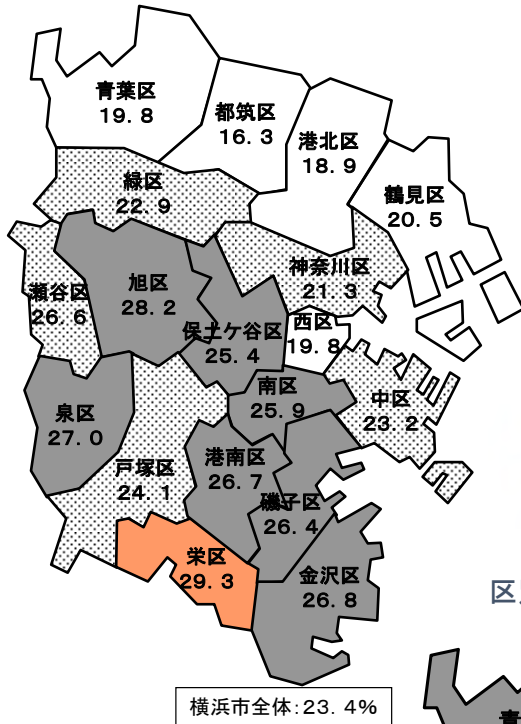 青葉区
19.8
都筑区
16.3
港北区
18.9
鶴見区
20.5
緑区
22.9
神奈川区
21.3
瀬谷区
26.6
旭区
28.2
保土ケ谷区
25.4
西区
19.8
南区
25.9
中区
23.2
泉区
27.0
戸塚区
24.1
港南区
26.7
磯子区
26.4
栄区
29.3
金沢区
26.8
区
横浜市全体:23.4%